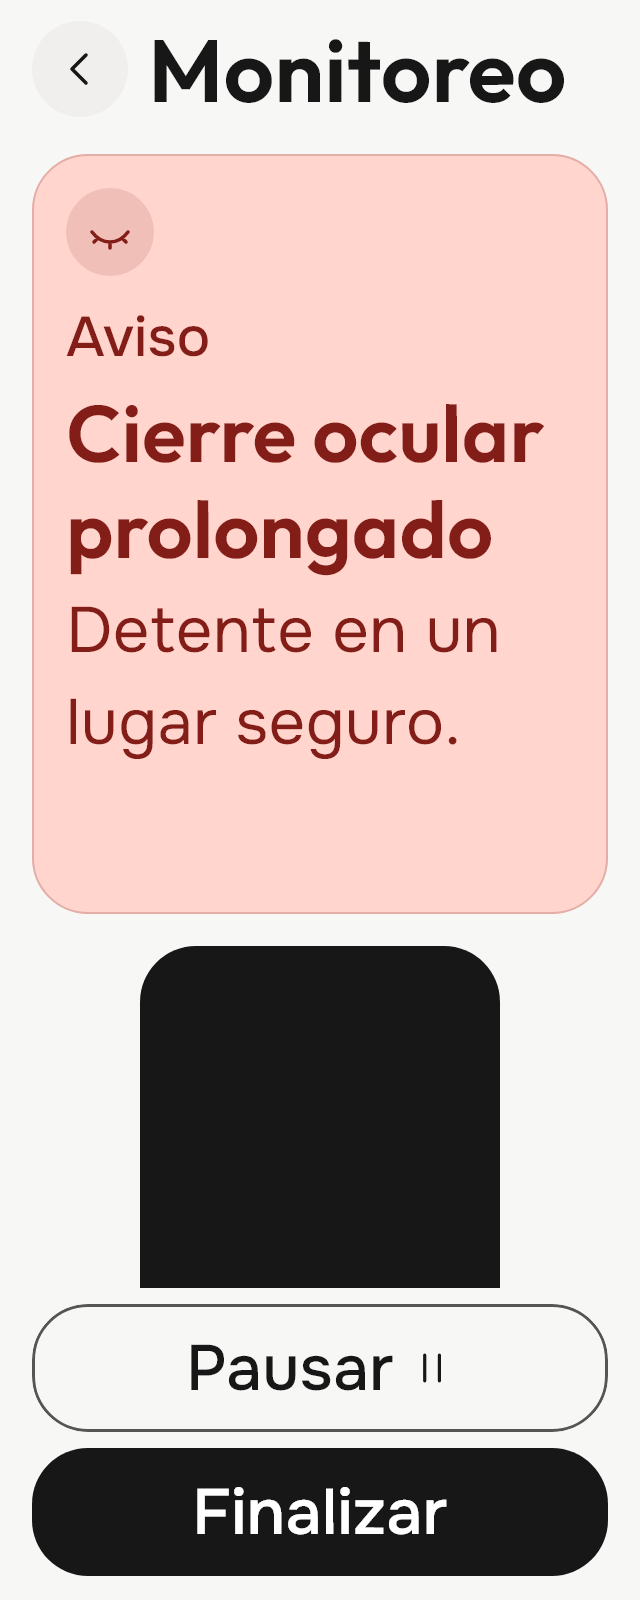 Monitoreo
Aviso
Cierre ocular
prolongado
Detente en un
lugar seguro.
Pausar
Finalizar